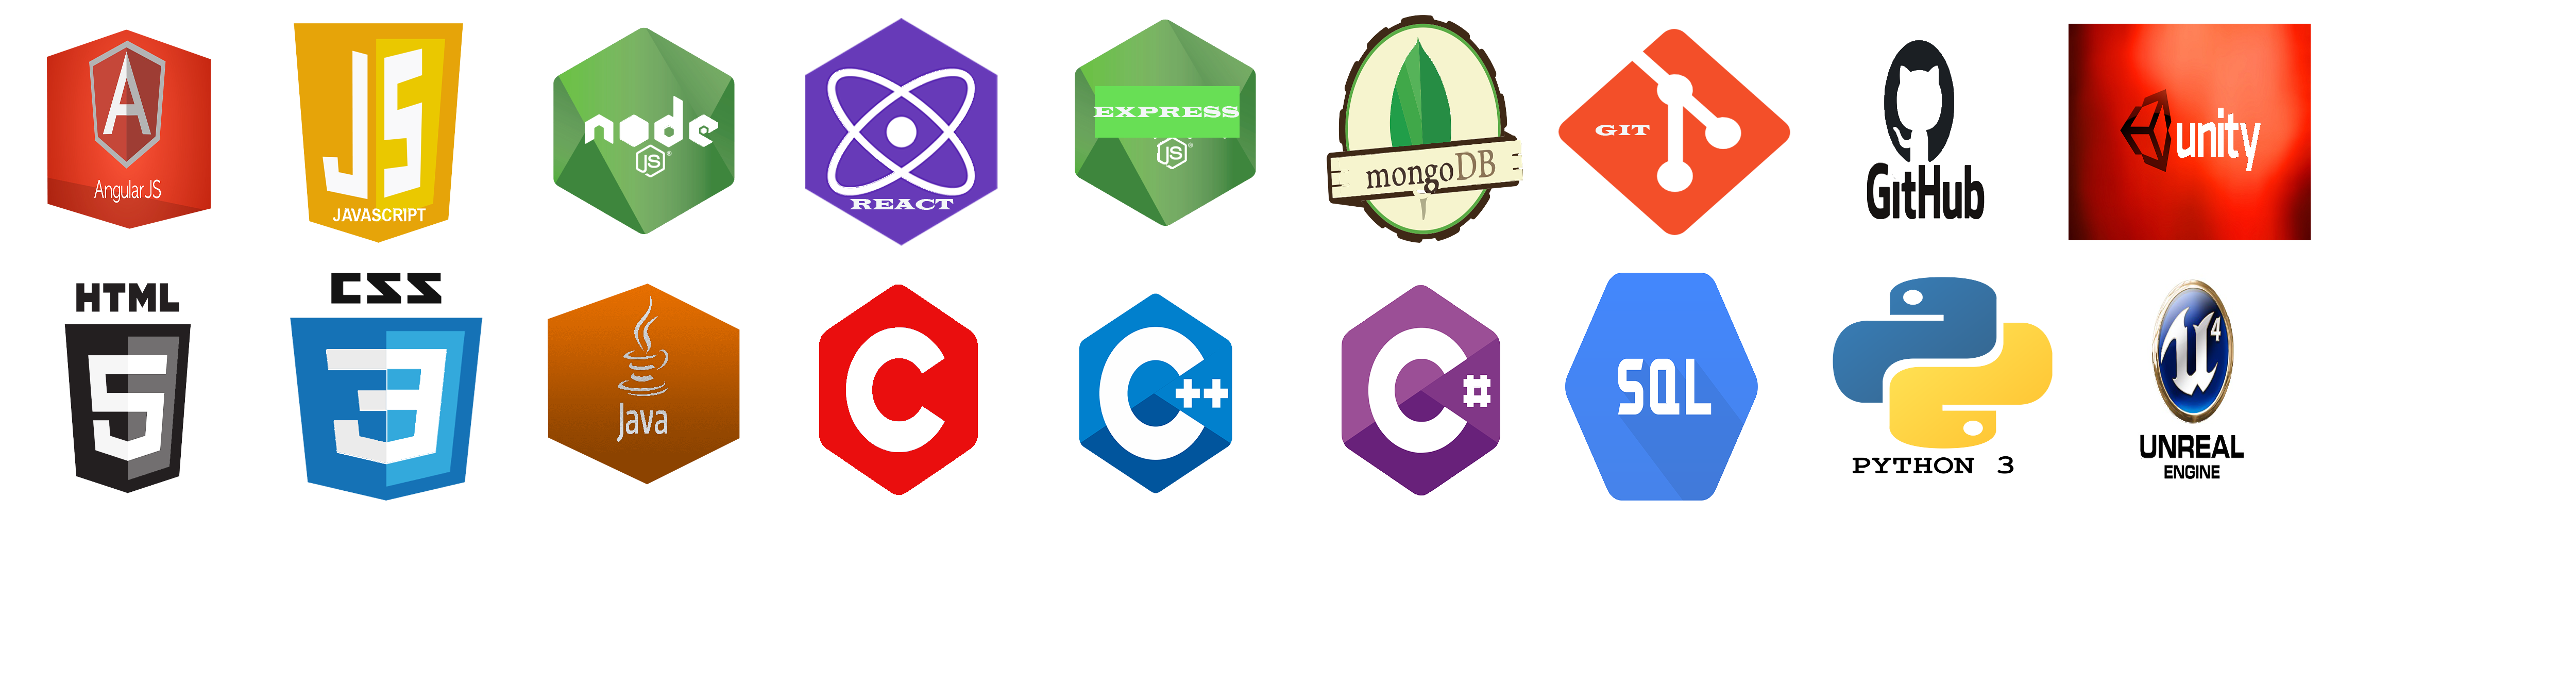 A
AngularJS
JS
JAVASCRIPT
node
JS®
REACT
EXPRESS
JS®
mongoDB
GIT
GitHub
unity
HTML
5
CSS
3
Java
C
C++
C#
SQL
PYTHON 3
U4
UNREAL
ENGINE